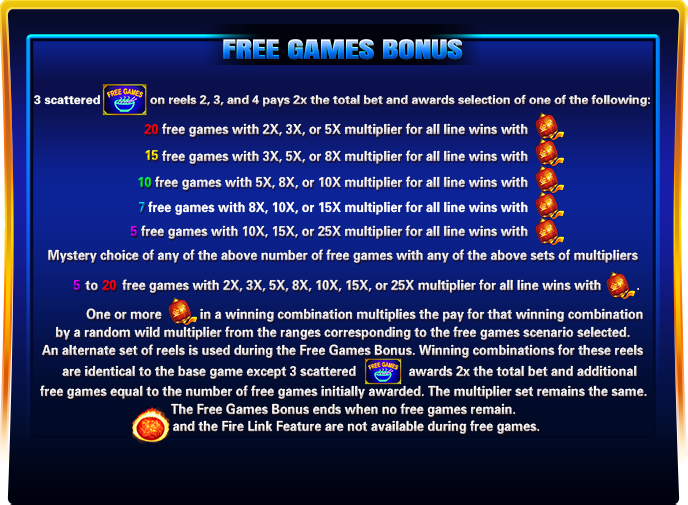 FREE GAMES BONUS
3 scattered FREE GAMES on reels 2, 3, and 4 pays 2x the total bet and awards selection of one of the following:
20 free games with 2X, 3X, or 5X multiplier for all line wins with
15 free games with 3X, 5X, or 8X multiplier for all line wins with
10 free games with 5X, 8X, or 10X multiplier for all line wins with
7 free games with 8X, 10X, or 15X multiplier for all line wins with
5 free games with 10X, 15X, or 25X multiplier for all line wins with
Mystery choice of any of the above number of free games with any of the above sets of multipliers
5 to 20 free games with 2X, 3X, 5X, 8X, 10X, 15X, or 25X multiplier for all line wins with .
One or more in a winning combination multiplies the pay for that winning combination
by a random wild multiplier from the ranges corresponding to the free games scenario selected.
An alternate set of reels is used during the Free Games Bonus. Winning combinations for these reels
are identical to the base game except 3 scattered FREE GAMES awards 2x the total bet and additional
free games equal to the number of free games initially awarded. The multiplier set remains the same.
The Free Games Bonus ends when no free games remain.
and the Fire Link Feature are not available during free games.